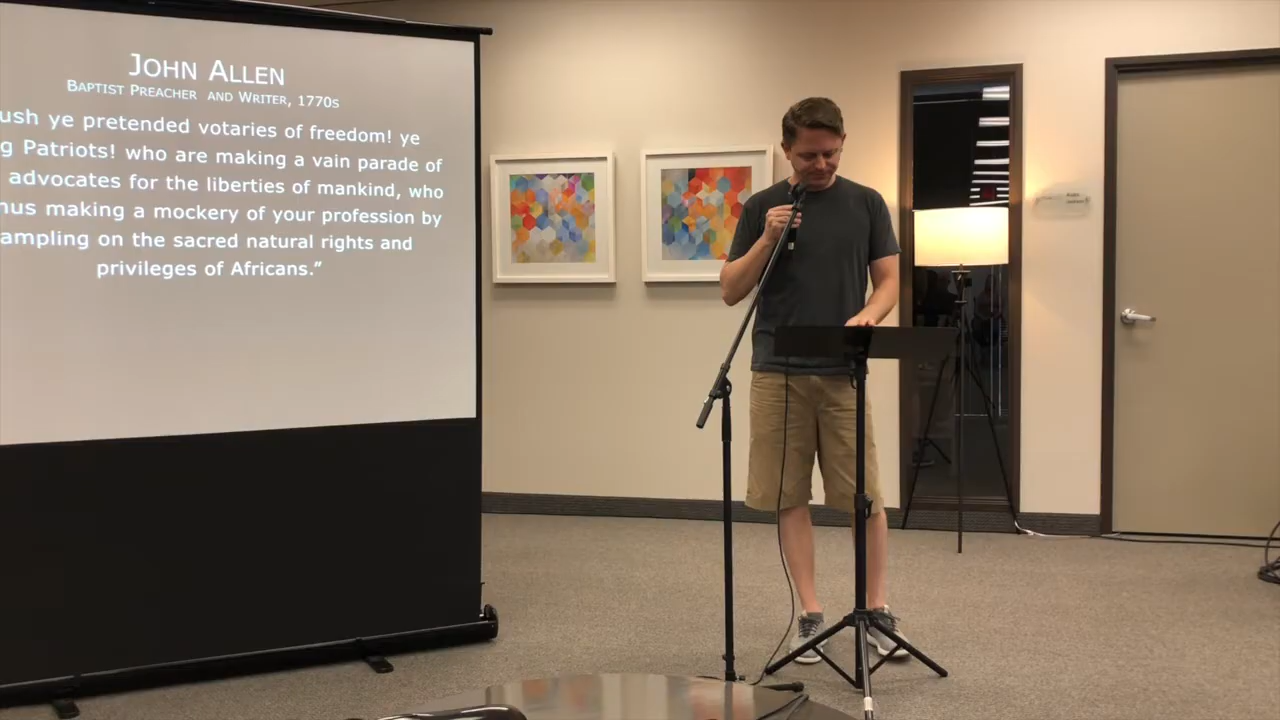 JOHN ALLEN
BAPTIST PREACHER AND WRITER, 1770S
ush ye pretended votaries of freedom! ye
g Patriots! who are making a vain parade of
advocates for the liberties of mankind, who
hus making a mockery of your profession by
ampling on the sacred natural rights and
privileges of Africans.”